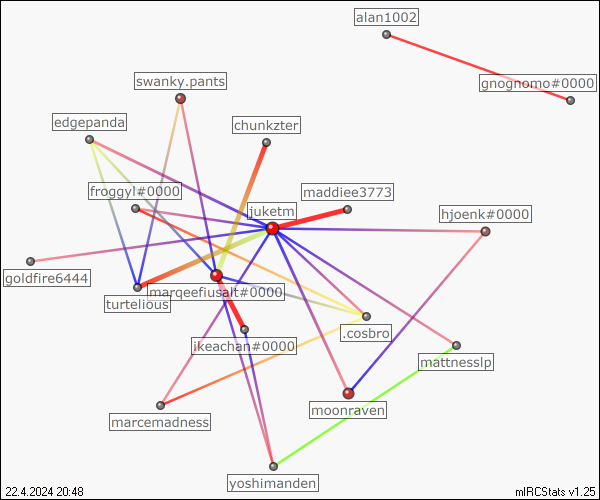 alan1002
swanky.pants
gnognomo#0000
edgepanda
chunkzter
froggyl#0000
maddiee3773
juketm
hjoenk#0000
goldfire6444
marqeefiusalt#0000
turtelious
.cosbro
ikeachan#0000
mattnesslp
moonraven
marcemadness
yoshimanden
22.4.2024 20:48
mIRCStats v1.25